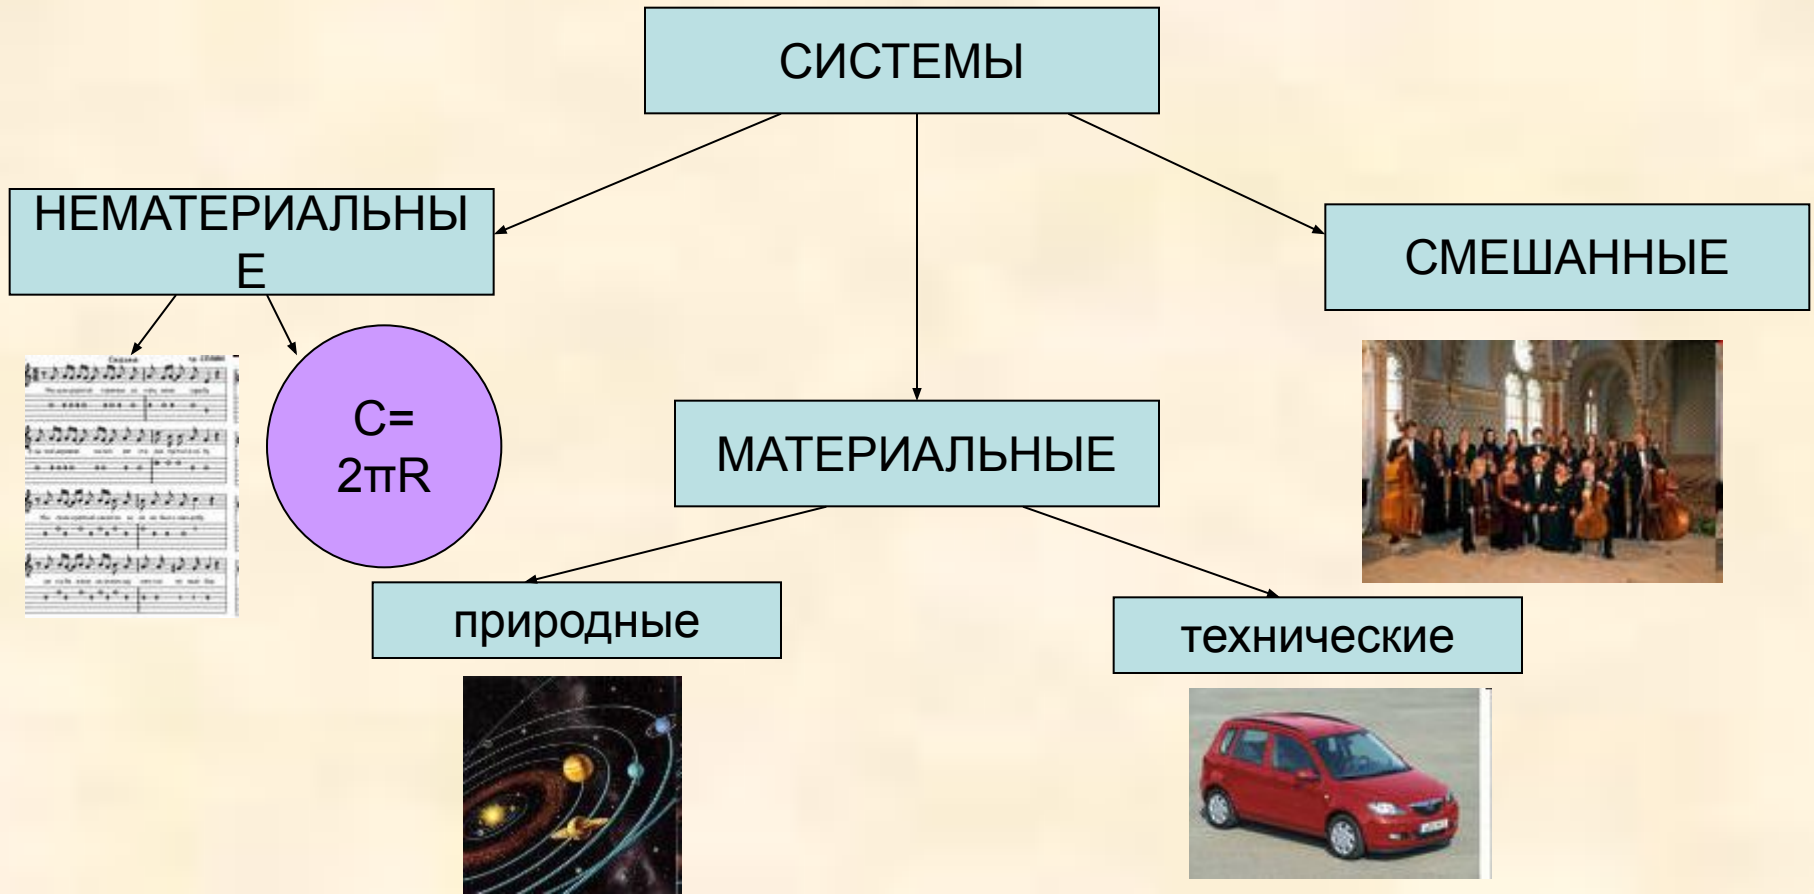 СИСТЕМЫ
НЕМАТЕРИАЛЬНЫ
Е
СМЕШАННЫЕ
C=
2πR
МАТЕРИАЛЬНЫЕ
природные
технические